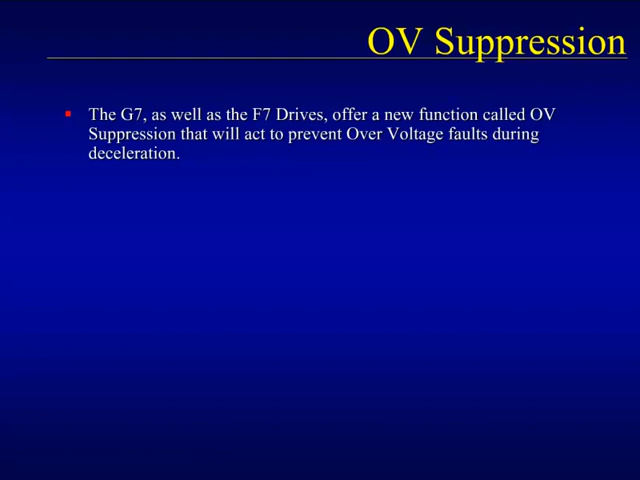 OV Suppression
The G7, as well as the F7 Drives, offer a new function called OV
Suppression that will act to prevent Over Voltage faults during
deceleration.